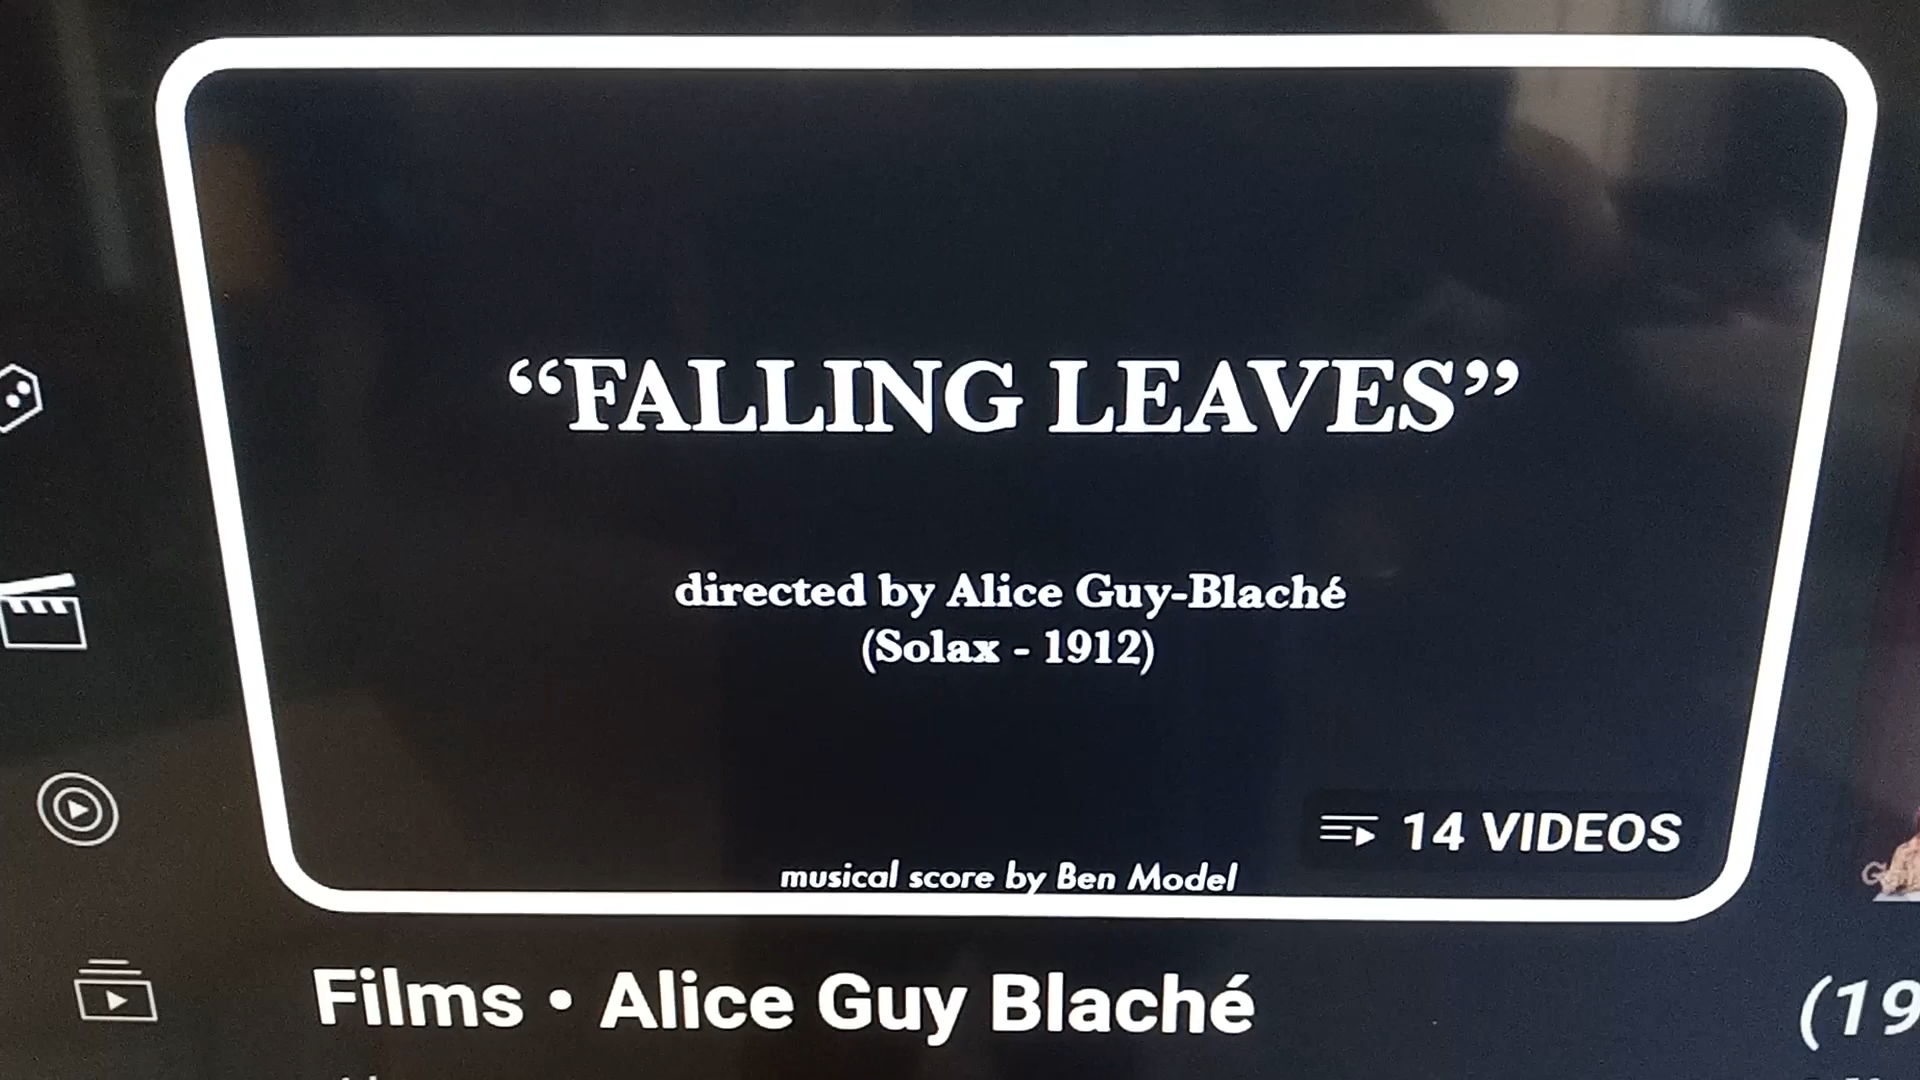 “FALLING LEAVES”
directed by Alice Guy-Blaché
(Solax - 1912)
14 VIDEOS
musical score by Ben Model
Films • Alice Guy Blaché
(19